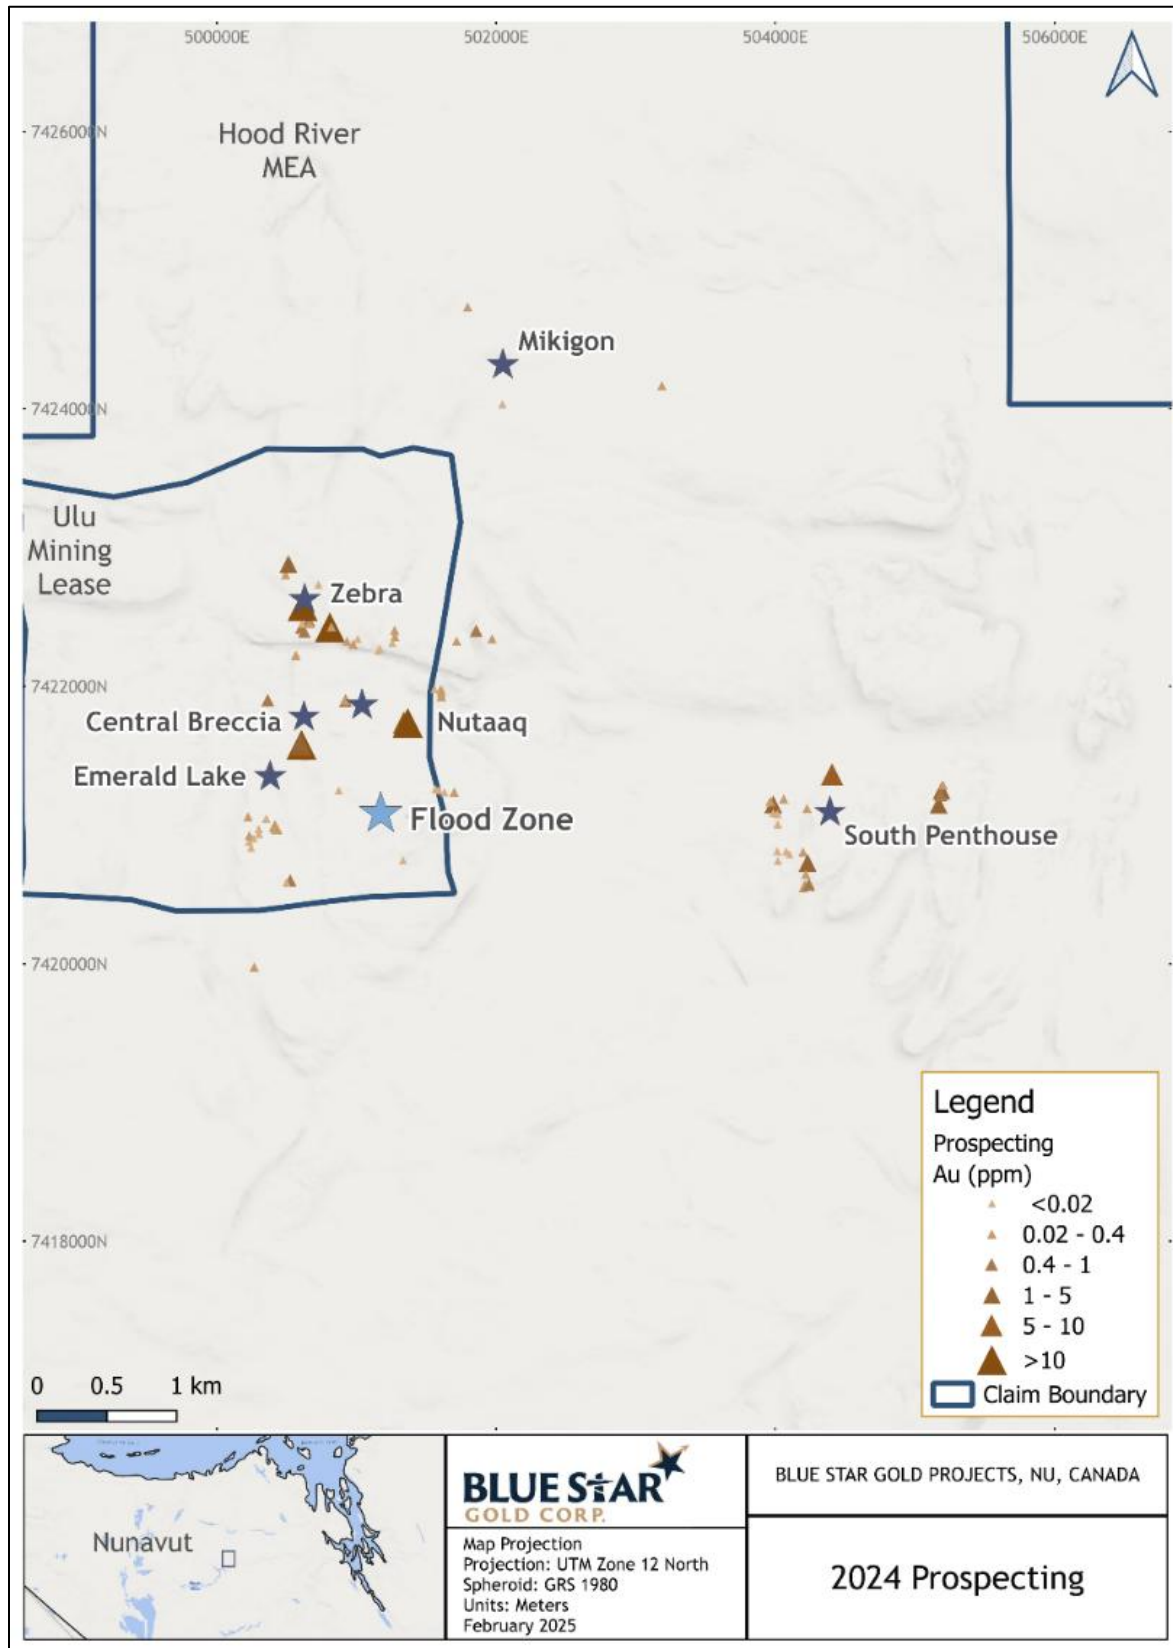 500000E
502000E
504000E
506000E
7426000N
Hood River
MEA
Mikigon
7424000N
Ulu
Mining
Lease
Zebra
7422000N
Central Breccia
Nutaaq
Emerald Lake
Flood Zone
South Penthouse
7420000N
7418000N
Legend
Prospecting
Au (ppm)
<0.02
0.02 - 0.4
0.4 - 1
1 - 5
5 - 10
>10
Claim Boundary
0 0.5 1 km
Nunavut
BLUE STAR
GOLD CORP.
Map Projection
Projection: UTM Zone 12 North
Spheroid: GRS 1980
Units: Meters
February 2025
BLUE STAR GOLD PROJECTS, NU, CANADA
2024 Prospecting